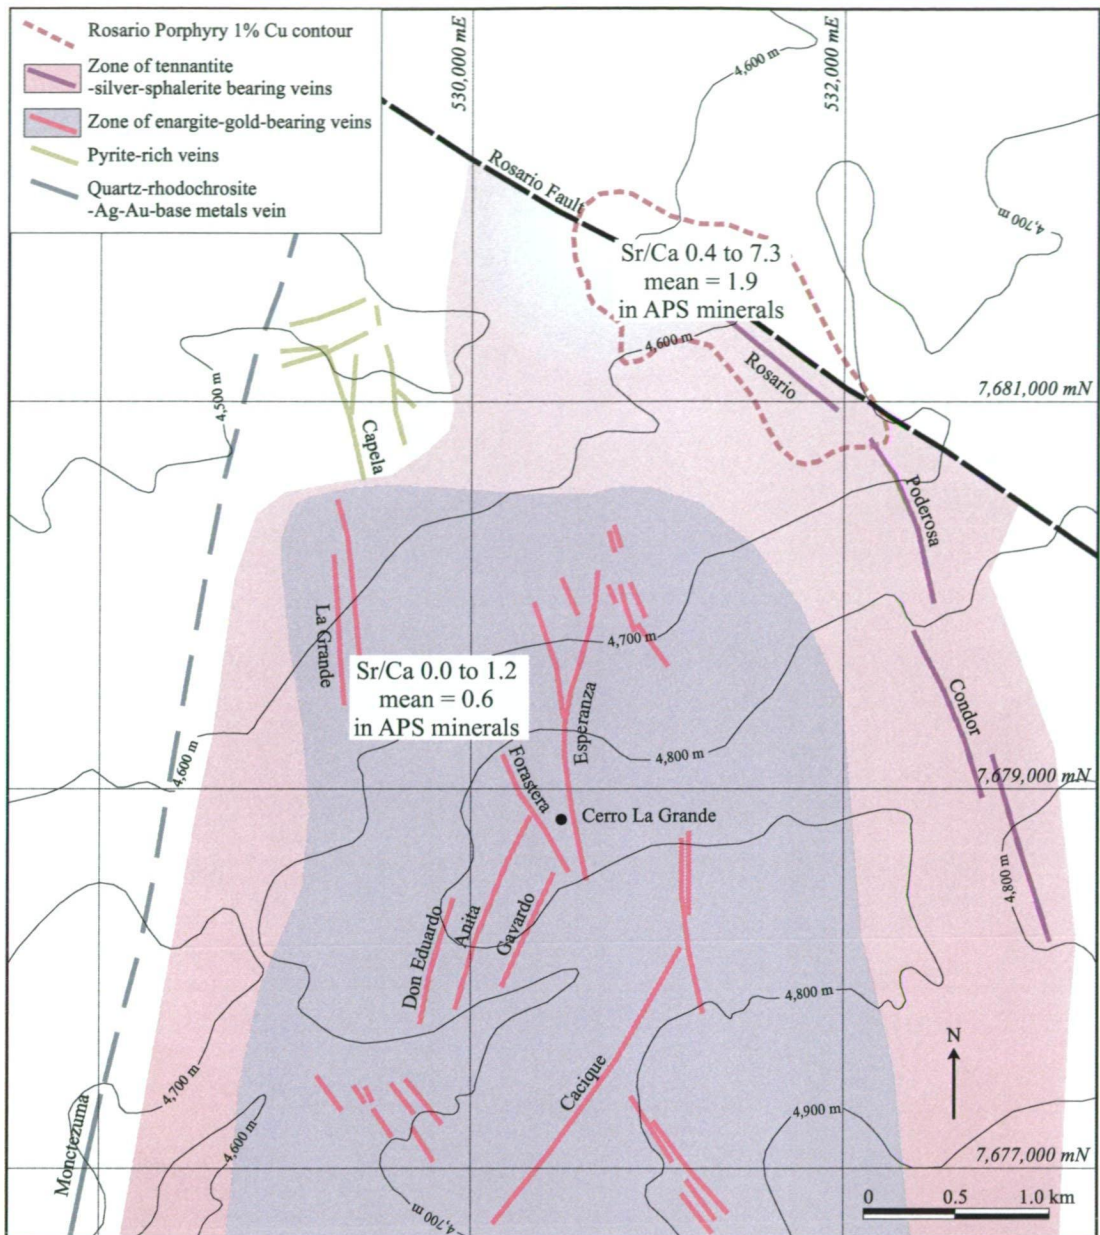 Rosario Porphyry 1% Cu contour
Zone of tennantite
-silver-sphalerite bearing veins
Zone of enargite-gold-bearing veins
Pyrite-rich veins
Quartz-rhodochrosite
-Ag-Au-base metals vein
530,000 mE
532,000 mE
4,600 m
4,700 m
Rosario Fault
Sr/Ca 0.4 to 7.3
mean = 1.9
in APS minerals
4,600 m
Rosario
7,681,000 mN
4,500 m
Capela
Poderosa
La Grande
4,700 m
Sr/Ca 0.0 to 1.2
mean = 0.6
in APS minerals
Esperanza
Condor
4,600 m
4,800 m
Forastera
7,679,000 mN
Cerro La Grande
4,800 m
Don Eduardo
Anita
Gavardo
4,800 m
N
4,700 m
Cacique
4,900 m
Monctezuma
4,600 m
7,677,000 mN
4,700 m
0 0.5 1.0 km